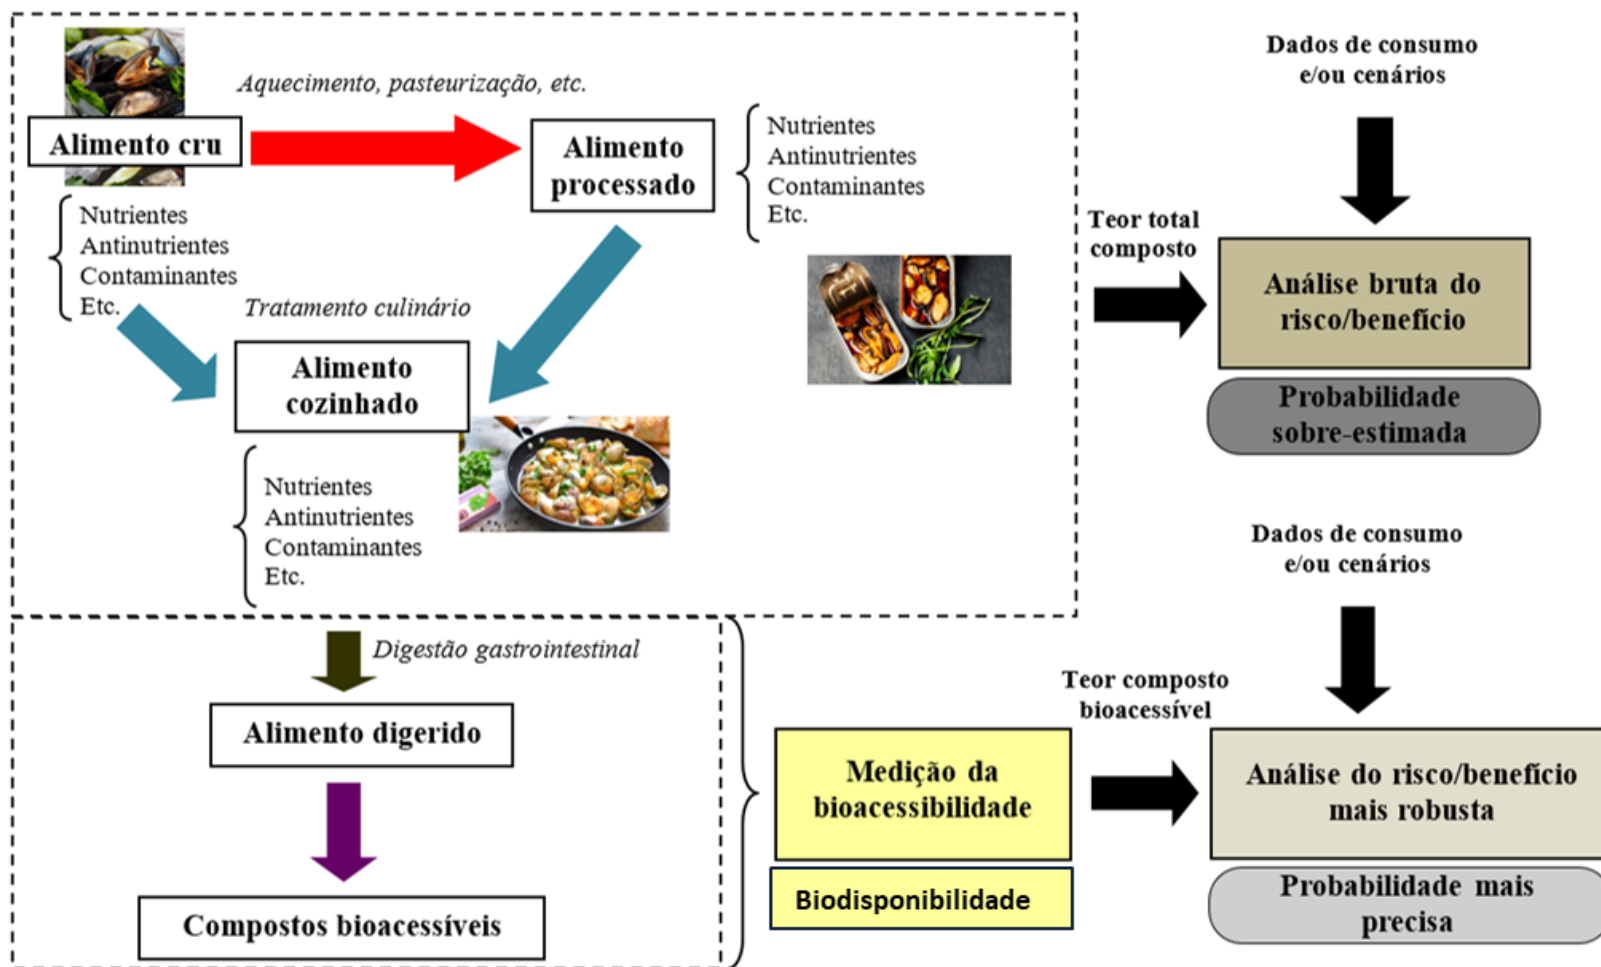 Aquecimento, pasteurização, etc.
Alimento cru
Alimento
processado
Nutrientes
Antinutrientes
Contaminantes
Etc.
Nutrientes
Antinutrientes
Contaminantes
Etc.
Tratamento culinário
Alimento
cozinhado
Nutrientes
Antinutrientes
Contaminantes
Etc.
Dados de consumo
e/ou cenários
Teor total
composto
Análise bruta do
risco/benefício
Probabilidade
sobre-estimada
Digestão gastrointestinal
Alimento digerido
Compostos bioacessíveis
Medição da
bioacessibilidade
Biodisponibilidade
Teor composto
bioacessível
Dados de consumo
e/ou cenários
Análise do risco/benefício
mais robusta
Probabilidade mais
precisa